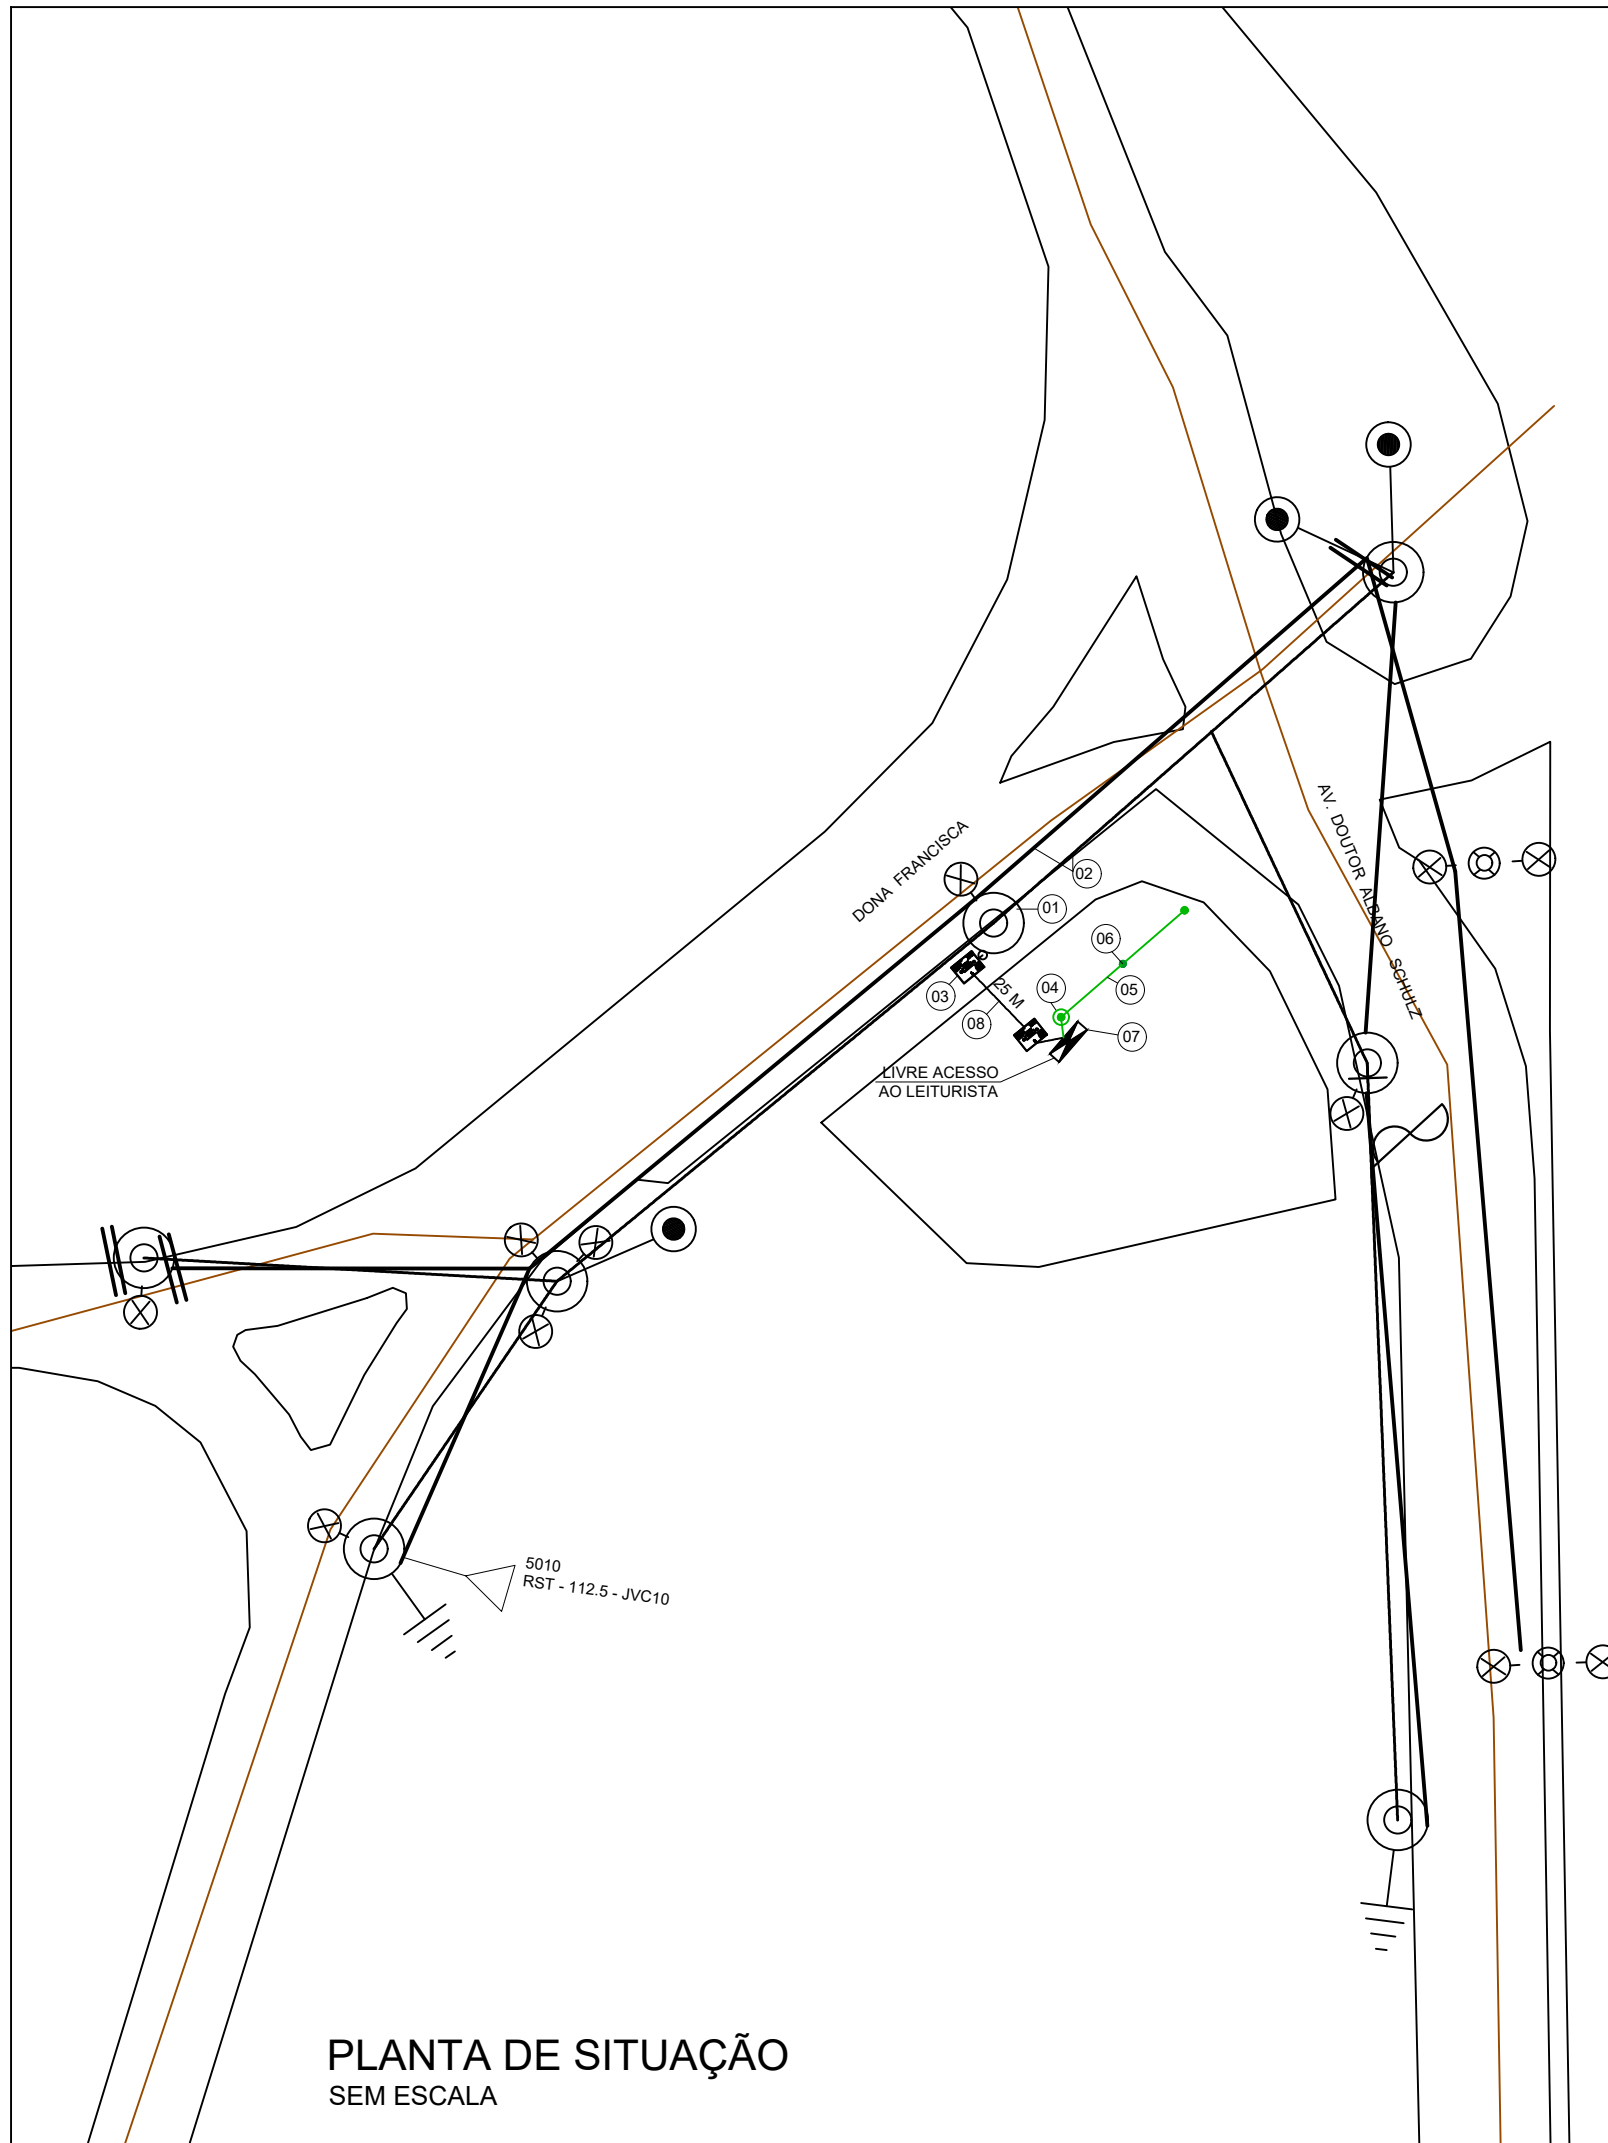 DONA FRANCISCA
AV. DOUTOR ALBANO SCHULZ
02
01
06
03
25 M
04
05
08
07
LIVRE ACESSO
AO LEITURISTA
5010
RST - 112.5 - JVC10
PLANTA DE SITUAÇÃO
SEM ESCALA